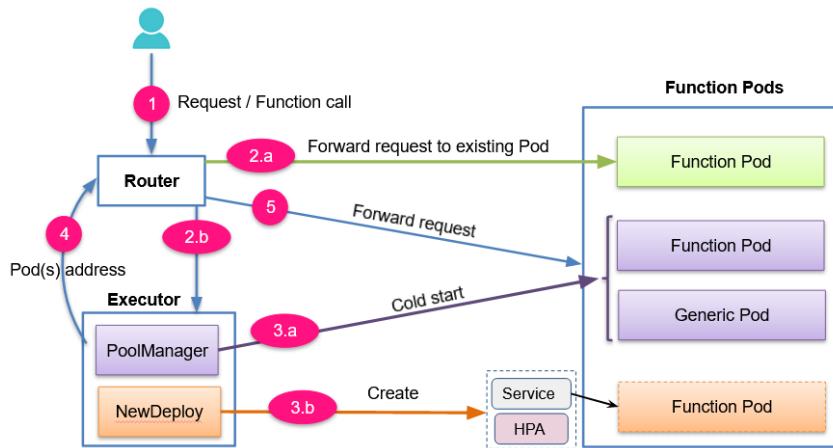 1
Request / Function call
Function Pods
2.a
Forward request to existing Pod
Function Pod
Router
5
Forward request
4
2.b
Function Pod
Pod(s) address
Executor
Cold start
Generic Pod
PoolManager
3.a
NewDeploy
3.b
Create
Service
HPA
Function Pod